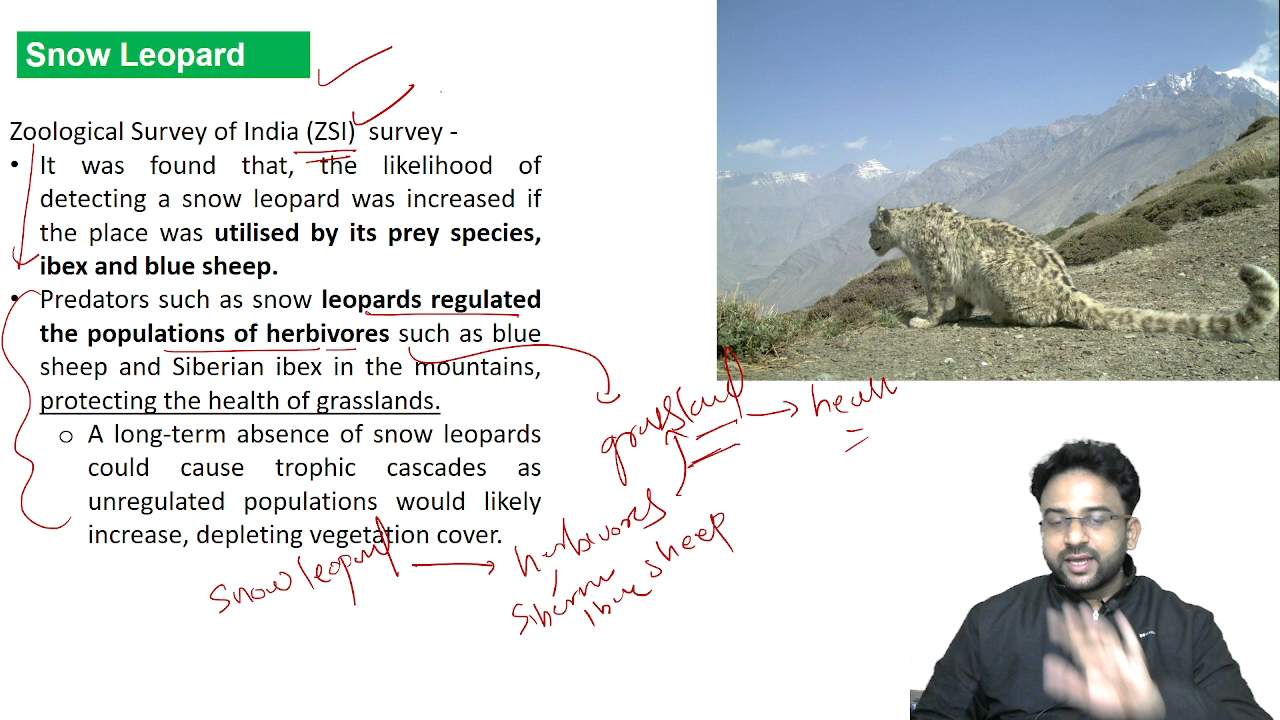 Snow Leopard
Zoological Survey of India (ZSI) survey -
• It was found that, the likelihood of
detecting a snow leopard was increased if
the place was utilised by its prey species,
ibex and blue sheep.
• Predators such as snow leopards regulated
the populations of herbivores such as blue
sheep and Siberian ibex in the mountains,
protecting the health of grasslands.
o A long-term absence of snow leopards
could cause trophic cascades as
unregulated populations would likely
increase, depleting vegetation cover.
grassland
herbivores
Snow leopard
sheep